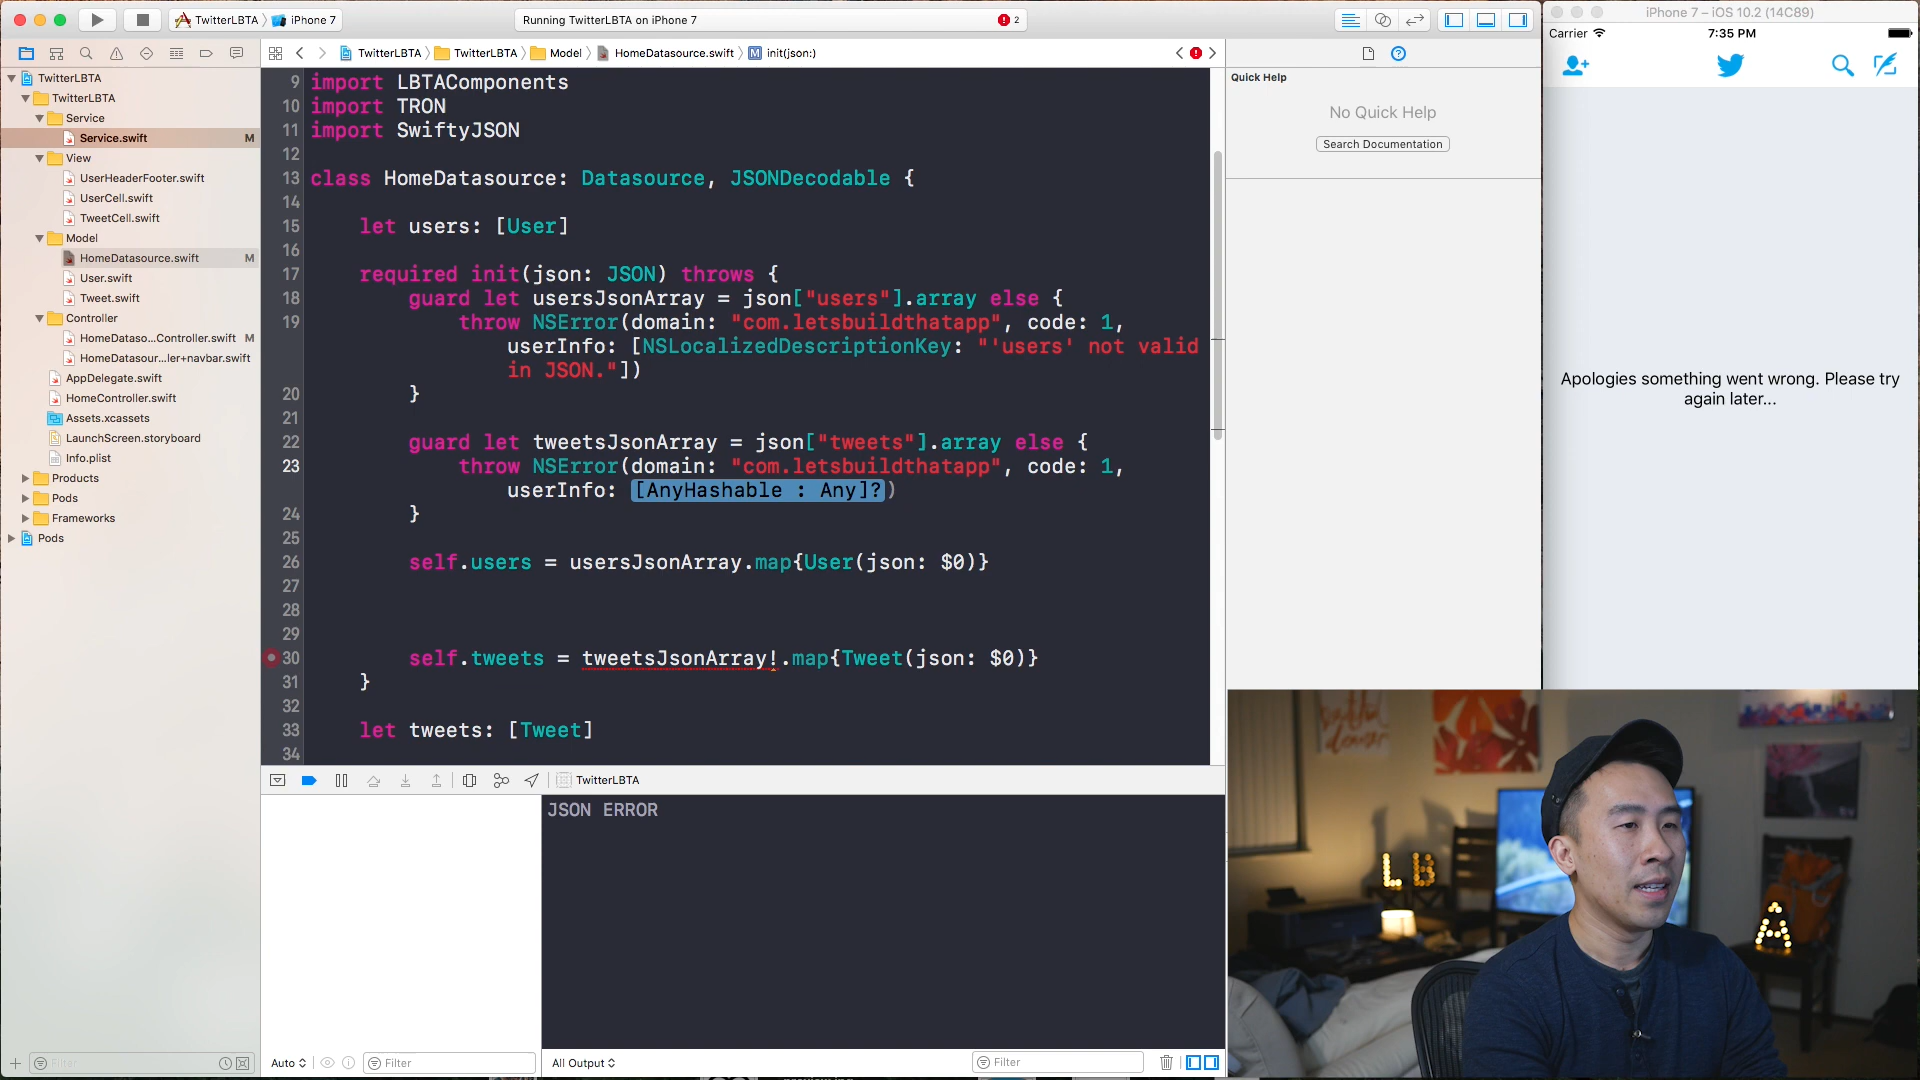 TwitterLBTA
iPhone 7
Running TwitterLBTA on iPhone 7
2
iPhone 7 – iOS 10.2 (14C89)
Carrier
7:35 PM
TwitterLBTA
TwitterLBTA
Model
HomeDatasource.swift
M
init(json:)
Quick Help
No Quick Help
Search Documentation
TwitterLBTA
TwitterLBTA
Service
Service.swift
M
View
UserHeaderFooter.swift
UserCell.swift
TweetCell.swift
Model
HomeDatasource.swift
M
User.swift
Tweet.swift
Controller
HomeDataso...Controller.swift
M
HomeDatasour...ler+navbar.swift
AppDelegate.swift
HomeController.swift
Assets.xcassets
LaunchScreen.storyboard
Info.plist
Products
Pods
Frameworks
Pods
9 import LBTAComponents
10 import TRON
11 import SwiftyJSON
12
13 class HomeDatasource: Datasource, JSONDecodable {
14
15 let users: [User]
16
17 required init(json: JSON) throws {
18 guard let usersJsonArray = json["users"].array else {
19 throw NSError(domain: "com.letsbuildthatapp", code: 1,
userInfo: [NSLocalizedDescriptionKey: "'users' not valid
in JSON."])
20 }
21
22 guard let tweetsJsonArray = json["tweets"].array else {
23 throw NSError(domain: "com.letsbuildthatapp", code: 1,
userInfo: [AnyHashable : Any]?)
24 }
25
26 self.users = usersJsonArray.map{User(json: $0)}
27
28
29
30 self.tweets = tweetsJsonArray!.map{Tweet(json: $0)}
31 }
32
33 let tweets: [Tweet]
34
Apologies something went wrong. Please try
again later...
TwitterLBTA
JSON ERROR
Filter
Auto
Filter
All Output
Filter
L B
A